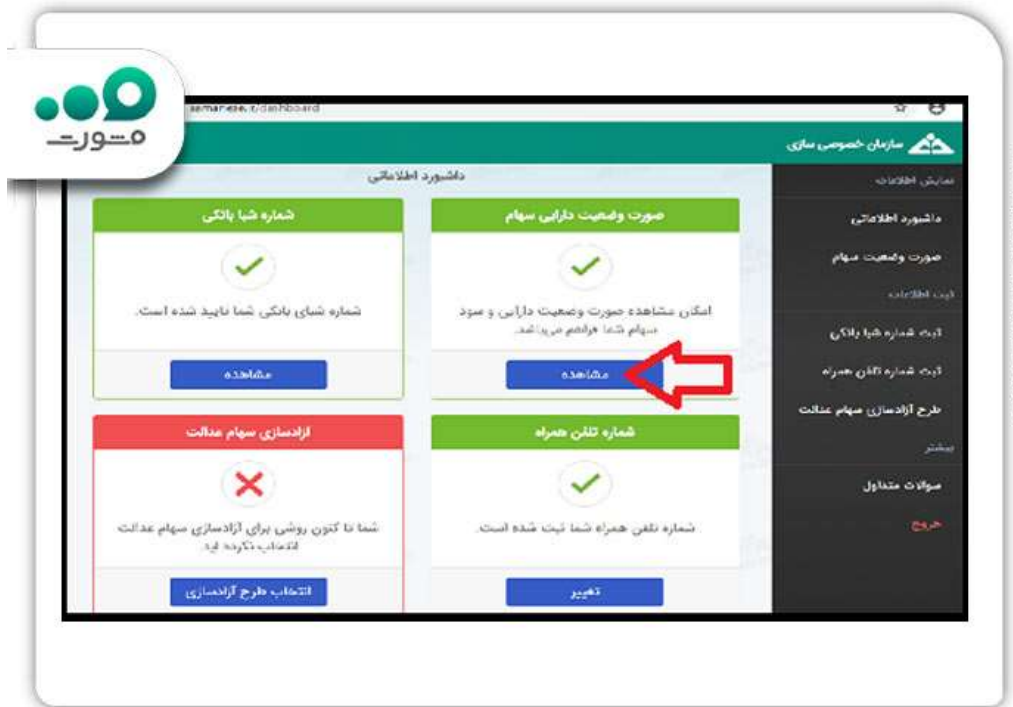 مشورت
samanese.ir/dashboard
سازمان خصوصی سازی
نمایش اطلاعات
داشبورد اطلاعاتی
صورت وضعیت سهام
ثبت اطلاعات
ثبت شماره شبا بانکی
ثبت شماره تلفن همراه
طرح آزادسازی سهام عدالت
بیشتر
سوالات متداول
خروج
داشبورد اطلاعاتی
صورت وضعیت دارایی سهام
امکان مشاهده صورت وضعیت دارایی و سود
سهام شما فراهم می‌باشد.
مشاهده
شماره شبا بانکی
شماره شبای بانکی شما تایید شده است.
مشاهده
شماره تلفن همراه
شماره تلفن همراه شما ثبت شده است.
تغییر
آزادسازی سهام عدالت
شما تا کنون روشی برای آزادسازی سهام عدالت
انتخاب نکرده اید.
انتخاب طرح آزادسازی